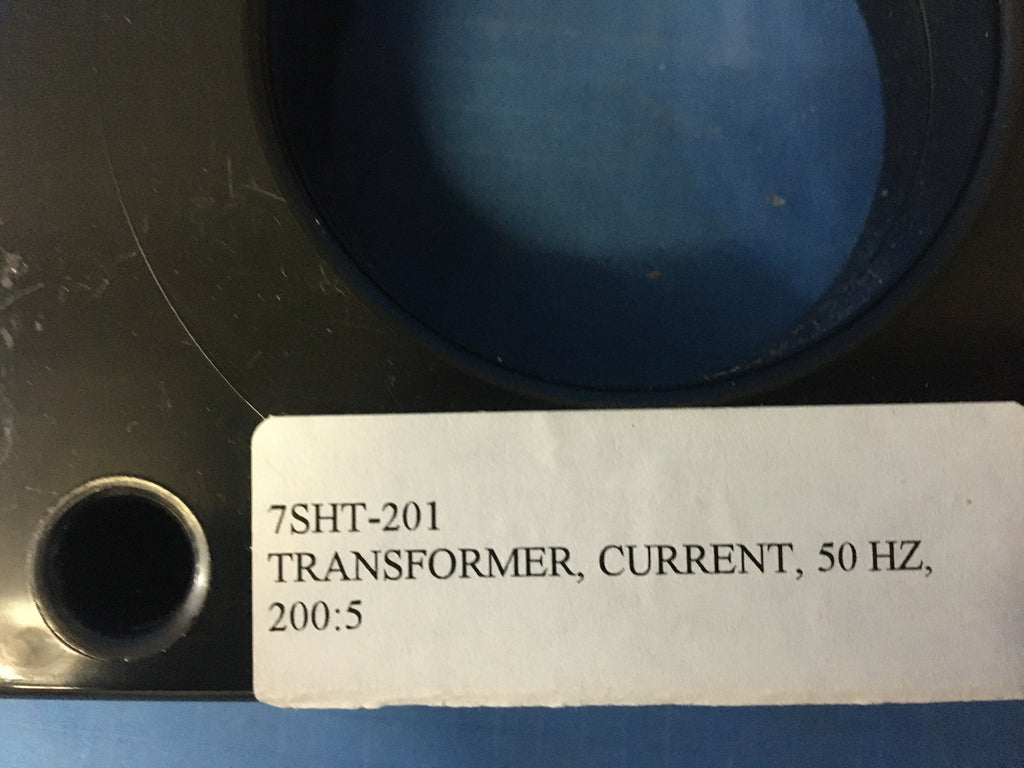 7SHT-201
TRANSFORMER, CURRENT, 50 HZ,
200:5